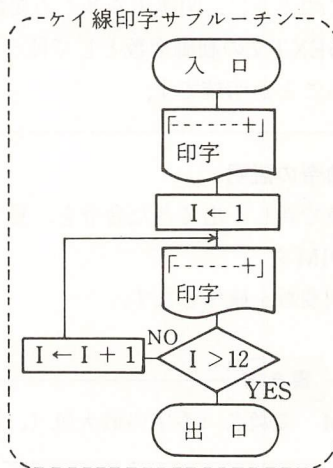 ケイ線印字サブルーチン
入 口
「------+」
印字
I ← 1
「------+」
印字
I ← I + 1
NO
I > 12
YES
出 口